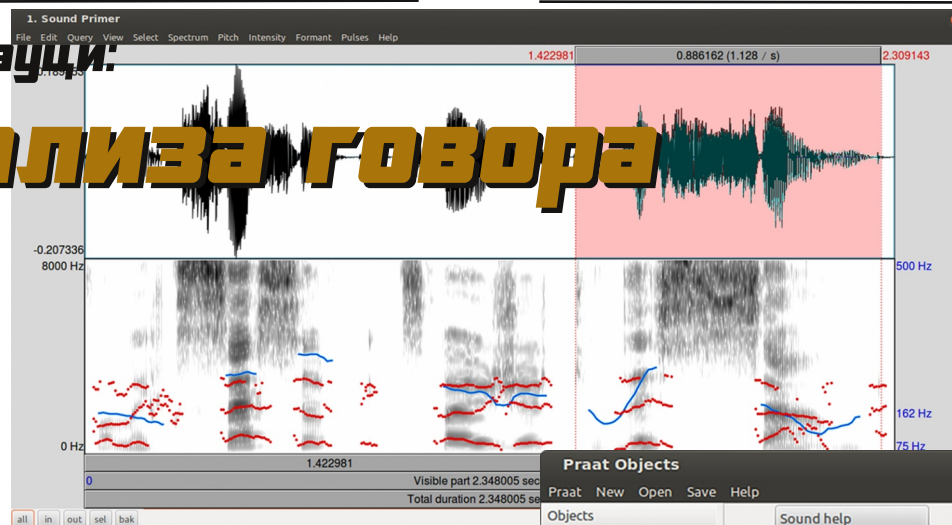 1. Sound Primer
File Edit Query View Select Spectrum Pitch Intensity Formant Pulses Help
1.422981 0.886162 (1.128 / s) 2.309143
говора
-0.207336
8000 Hz 500 Hz
162 Hz
0 Hz 75 Hz
1.422981
0 Visible part 2.348005 sec
Total duration 2.348005 se
all in out sel bak
Praat Objects
Praat New Open Save Help
Objects Sound help